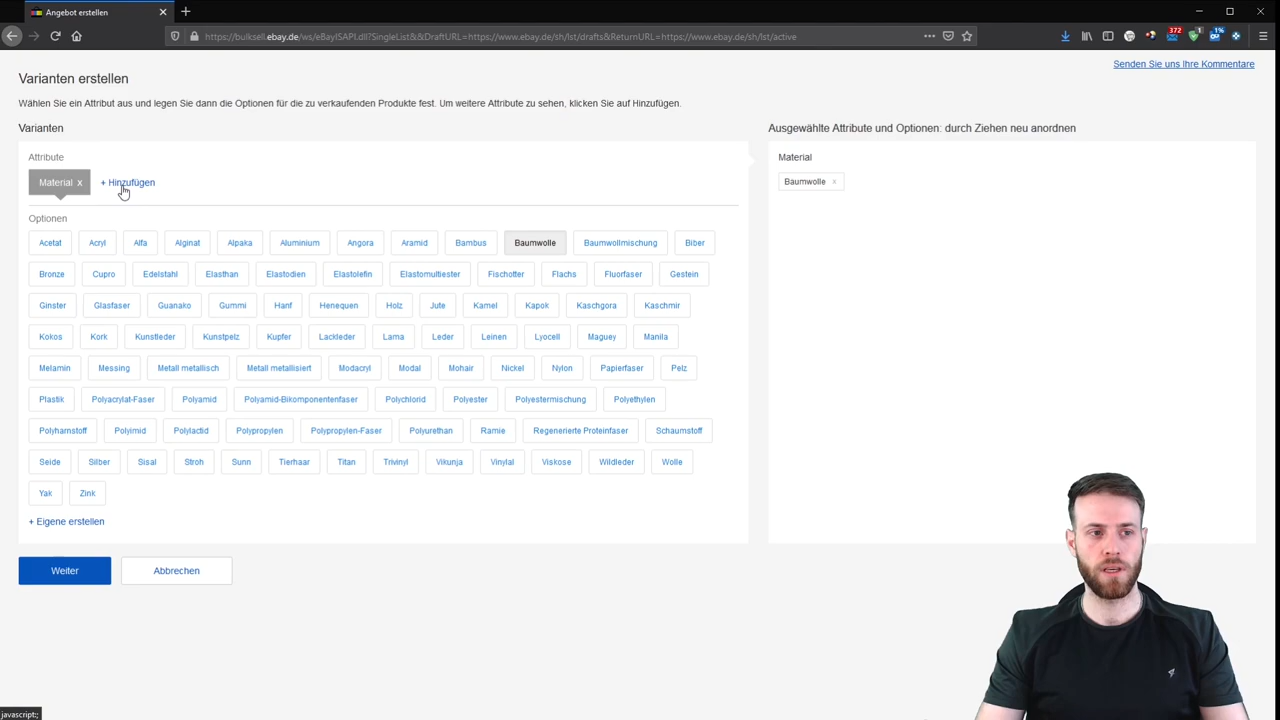 Angebot erstellen
https://bulksell.ebay.de/ws/eBayISAPI.dll?SingleList&i&DraftURL=https://www.ebay.de/sh/lst/drafts&ReturnURL=https://www.ebay.de/sh/lst/active
372 1 1%
Senden Sie uns Ihre Kommentare
Varianten erstellen
Wählen Sie ein Attribut aus und legen Sie dann die Optionen für die zu verkaufenden Produkte fest. Um weitere Attribute zu sehen, klicken Sie auf Hinzufügen.
Varianten
Attribute
Material x + Hinzufügen
Optionen
Acetat Acryl Alfa Alginat Alpaka Aluminium Angora Aramid Bambus Baumwolle Baumwollmischung Biber
Bronze Cupro Edelstahl Elasthan Elastodien Elastolefin Elastomultiester Fischotter Flachs Fluorfaser Gestein
Ginster Glasfaser Guanako Gummi Hanf Henequen Holz Jute Kamel Kapok Kaschgora Kaschmir
Kokos Kork Kunstleder Kunstpelz Kupfer Lackleder Lama Leder Leinen Lyocell Maguey Manila
Melamin Messing Metall metallisch Metall metallisiert Modacryl Modal Mohair Nickel Nylon Papierfaser Pelz
Plastik Polyacrylat-Faser Polyamid Polyamid-Bikomponentenfaser Polychlorid Polyester Polyestermischung Polyethylen
Polyharnstoff Polyimid Polylactid Polypropylen Polypropylen-Faser Polyurethan Ramie Regenerierte Proteinfaser Schaumstoff
Seide Silber Sisal Stroh Sunn Tierhaar Titan Trivinyl Vikunja Vinylal Viskose Wildleder Wolle
Yak Zink
+ Eigene erstellen
Weiter Abbrechen
Ausgewählte Attribute und Optionen: durch Ziehen neu anordnen
Material
Baumwolle x
javascript:;